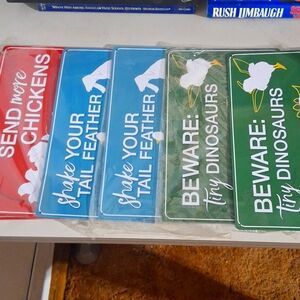 RUSH LIMBAUGH
SEND more
CHICKENS
Shake YOUR
TAIL FEATHER
Shake YOUR
TAIL FEATHER
BEWARE:
tiny DINOSAURS
BEWARE:
tiny DINOSAURS